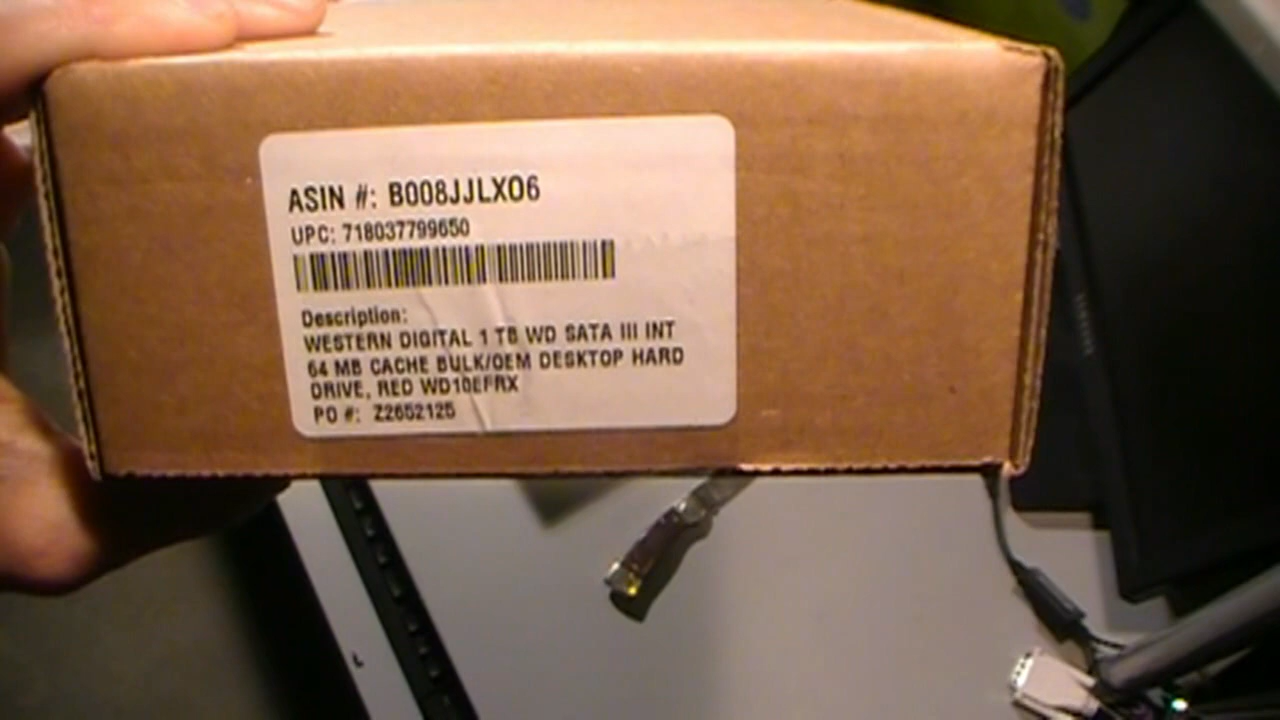 ASIN #: B008JJLXO6
UPC: 718037799650
Description:
WESTERN DIGITAL 1 TB WD SATA III INT
64 MB CACHE BULK/OEM DESKTOP HARD
DRIVE, RED WD10EFRX
PO #: Z2652125